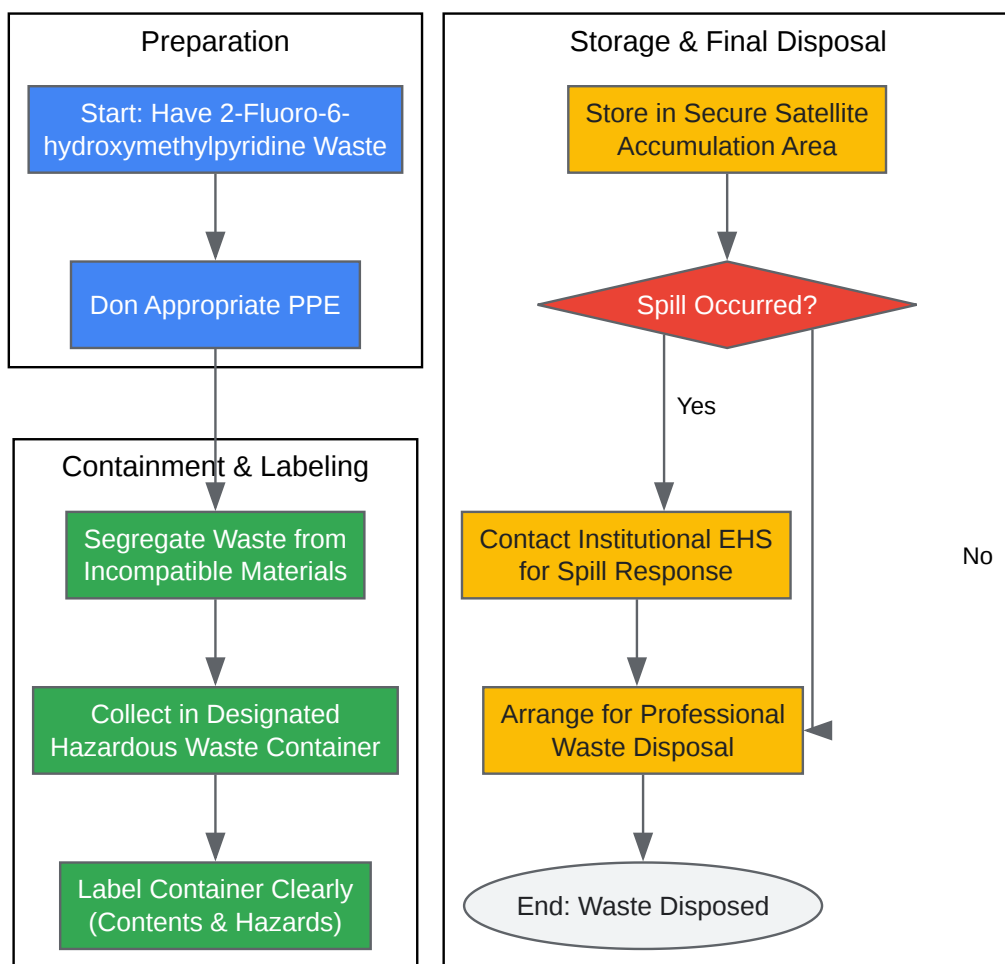 Preparation
Start: Have 2-Fluoro-6-
hydroxymethylpyridine Waste
Don Appropriate PPE
Containment & Labeling
Segregate Waste from
Incompatible Materials
Collect in Designated
Hazardous Waste Container
Label Container Clearly
(Contents & Hazards)
Storage & Final Disposal
Store in Secure Satellite
Accumulation Area
Spill Occurred?
Yes
No
Contact Institutional EHS
for Spill Response
Arrange for Professional
Waste Disposal
End: Waste Disposed